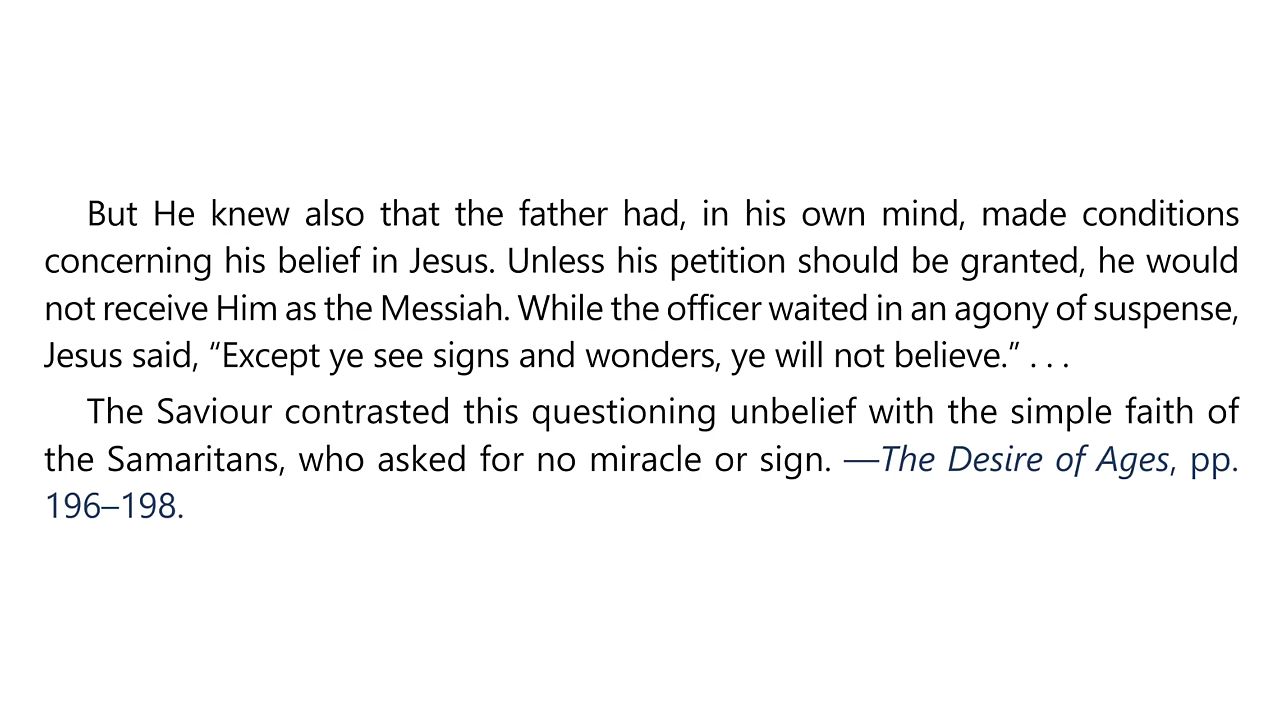 But He knew also that the father had, in his own mind, made conditions
concerning his belief in Jesus. Unless his petition should be granted, he would
not receive Him as the Messiah. While the officer waited in an agony of suspense,
Jesus said, “Except ye see signs and wonders, ye will not believe.” . . .
The Saviour contrasted this questioning unbelief with the simple faith of
the Samaritans, who asked for no miracle or sign. —The Desire of Ages, pp.
196–198.